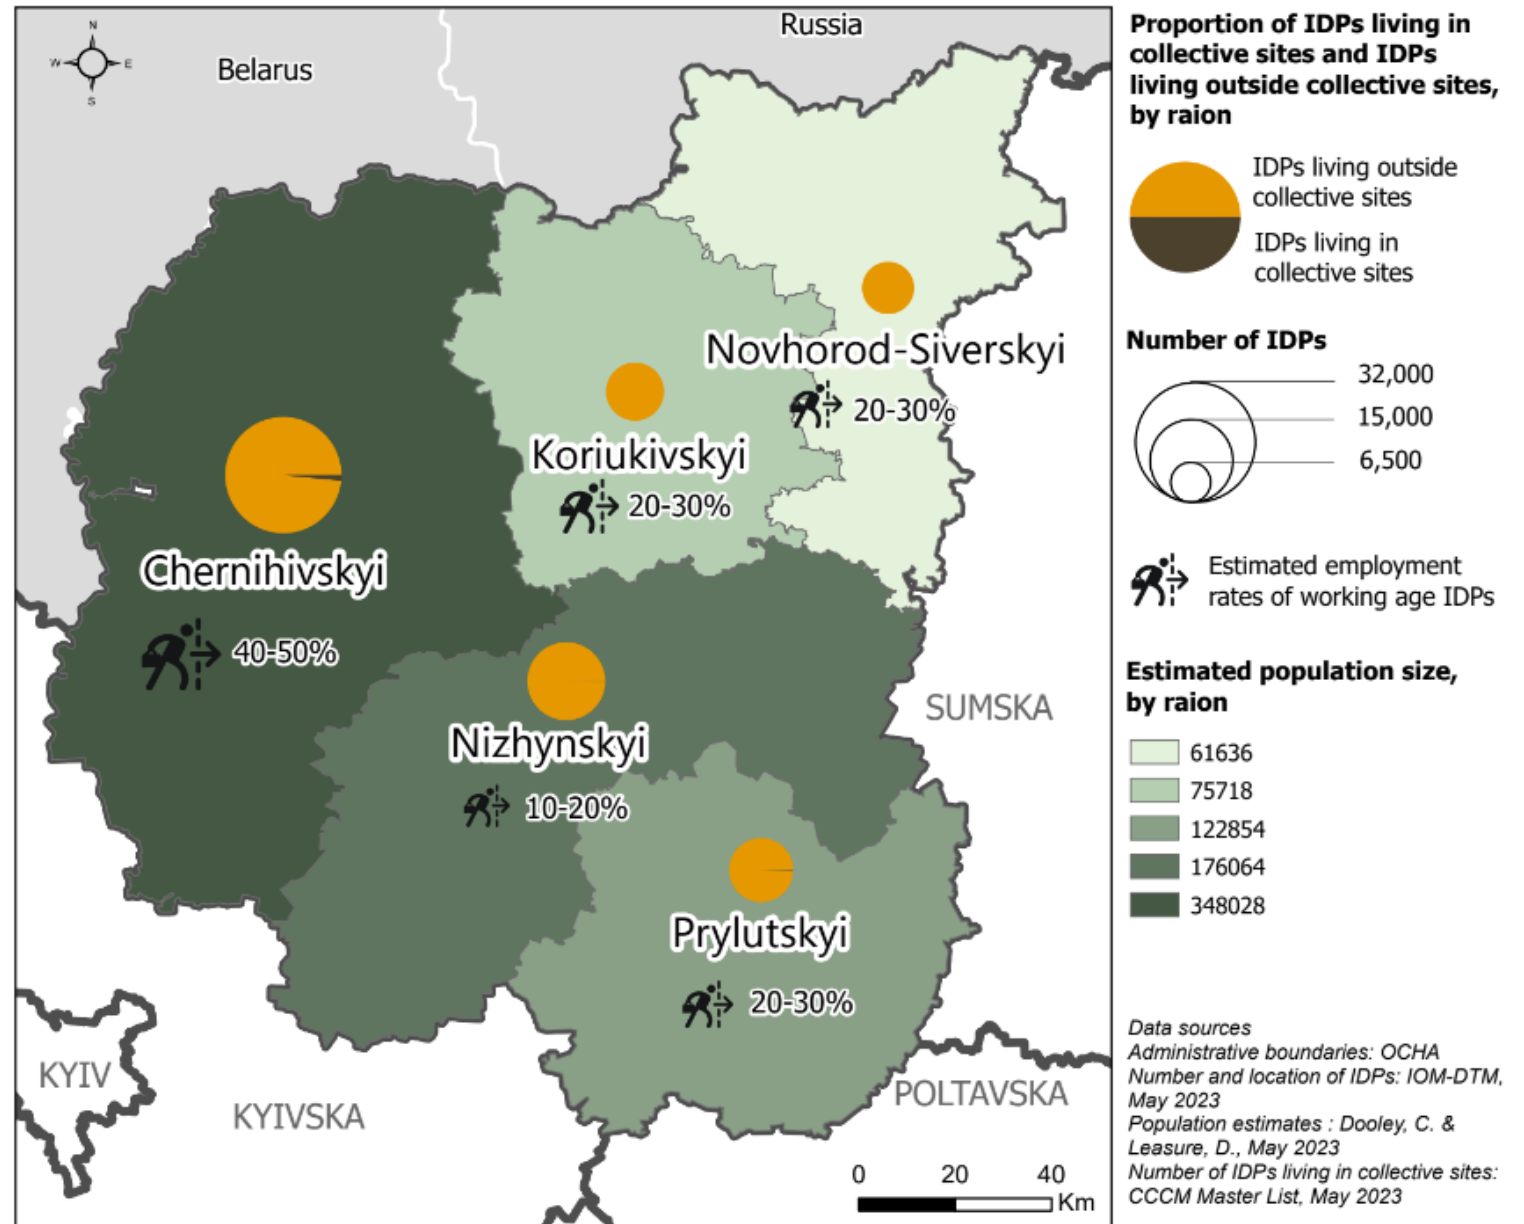 N
W
E
S
Belarus
Russia
Novhorod-Siverskyi
20-30%
Koriukivskyi
20-30%
Chernihivskyi
40-50%
Nizhynskyi
10-20%
Prylutskyi
20-30%
SUMSKA
KYIV
KYIVSKA
POLTAVSKA
0 20 40
Km
Proportion of IDPs living in
collective sites and IDPs
living outside collective sites,
by raion
IDPs living outside
collective sites
IDPs living in
collective sites
Number of IDPs
32,000
15,000
6,500
Estimated employment
rates of working age IDPs
Estimated population size,
by raion
61636
75718
122854
176064
348028
Data sources
Administrative boundaries: OCHA
Number and location of IDPs: IOM-DTM,
May 2023
Population estimates : Dooley, C. &
Leasure, D., May 2023
Number of IDPs living in collective sites:
CCCM Master List, May 2023